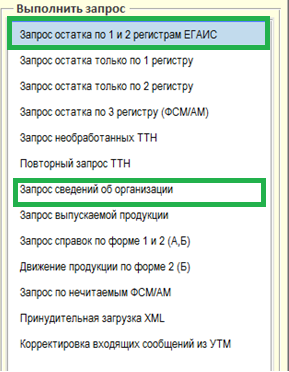 Выполнить запрос
Запрос остатка по 1 и 2 регистрам ЕГАИС
Запрос остатка только по 1 регистру
Запрос остатка только по 2 регистру
Запрос остатка по 3 регистру (ФСМ/АМ)
Запрос необработанных ТТН
Повторный запрос ТТН
Запрос сведений об организации
Запрос выпускаемой продукции
Запрос справок по форме 1 и 2 (А,Б)
Движение продукции по форме 2 (Б)
Запрос по нечитаемым ФСМ/АМ
Принудительная загрузка XML
Корректировка входящих сообщений из УТМ